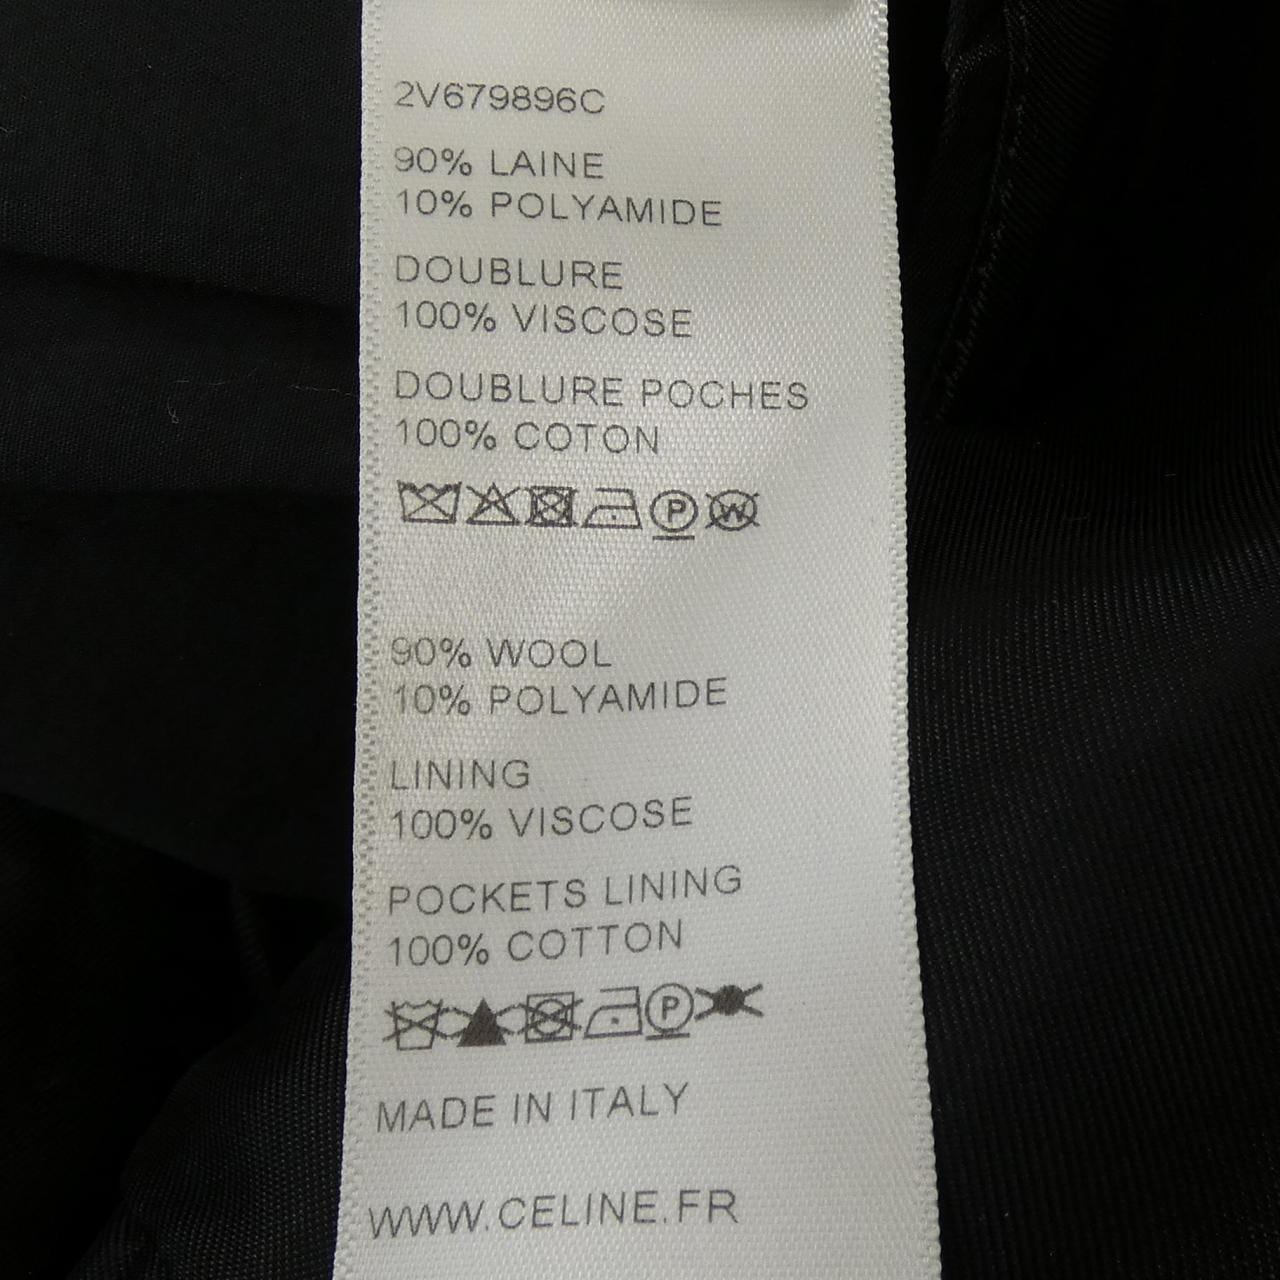 2V679896C
90% LAINE
10% POLYAMIDE
DOUBLURE
100% VISCOSE
DOUBLURE POCHES
100% COTON
P W
90% WOOL
10% POLYAMIDE
LINING
100% VISCOSE
POCKETS LINING
100% COTTON
P
MADE IN ITALY
WWW.CELINE.FR